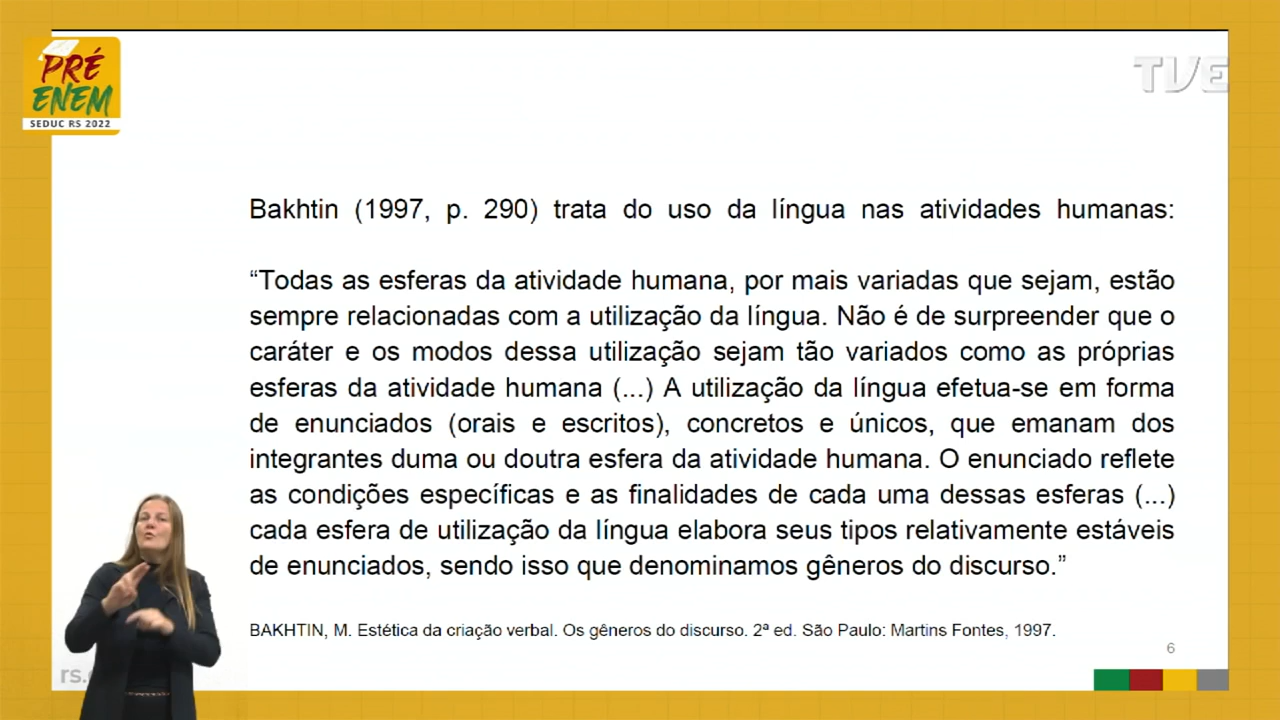 PRÉ
ENEM
SEDUC RS 2022
TVE
Bakhtin (1997, p. 290) trata do uso da língua nas atividades humanas:
“Todas as esferas da atividade humana, por mais variadas que sejam, estão
sempre relacionadas com a utilização da língua. Não é de surpreender que o
caráter e os modos dessa utilização sejam tão variados como as próprias
esferas da atividade humana (...) A utilização da língua efetua-se em forma
de enunciados (orais e escritos), concretos e únicos, que emanam dos
integrantes duma ou doutra esfera da atividade humana. O enunciado reflete
as condições específicas e as finalidades de cada uma dessas esferas (...)
cada esfera de utilização da língua elabora seus tipos relativamente estáveis
de enunciados, sendo isso que denominamos gêneros do discurso.”
BAKHTIN, M. Estética da criação verbal. Os gêneros do discurso. 2ª ed. São Paulo: Martins Fontes, 1997.
6